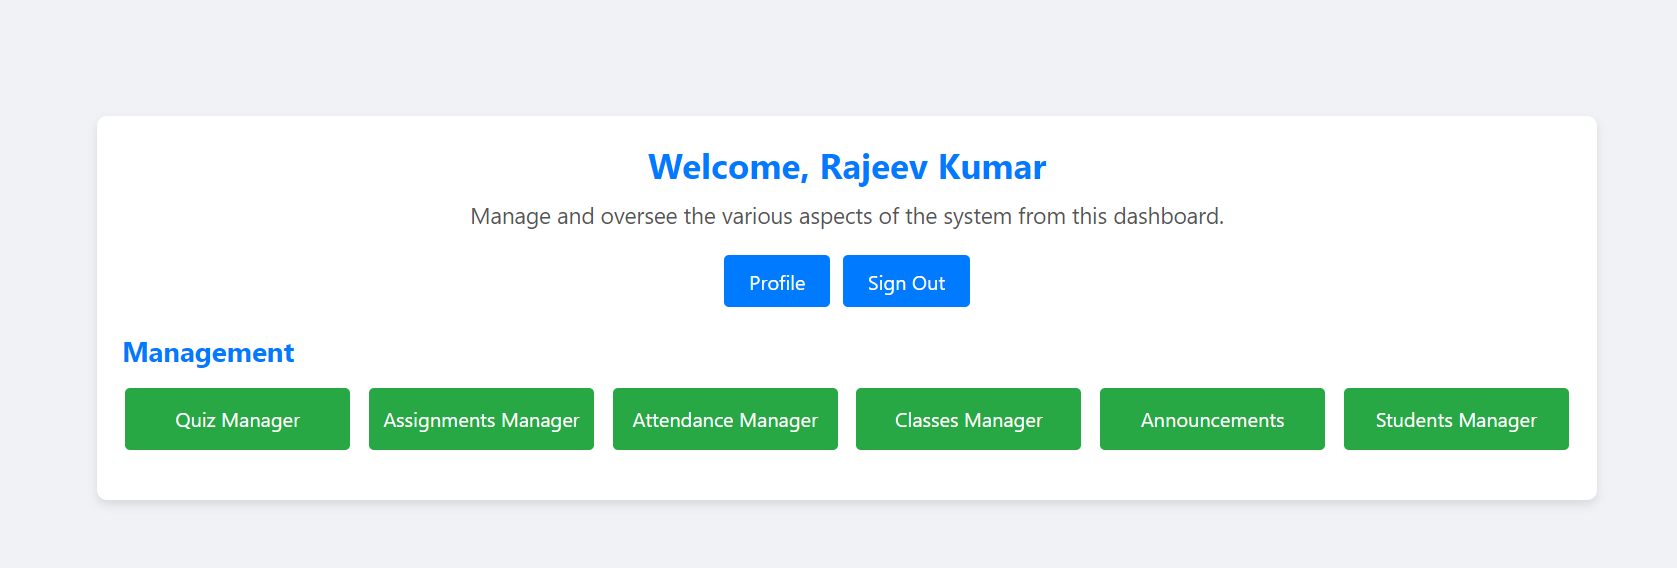 Welcome, Rajeev Kumar
Manage and oversee the various aspects of the system from this dashboard.
Profile Sign Out
Management
Quiz Manager Assignments Manager Attendance Manager Classes Manager Announcements Students Manager